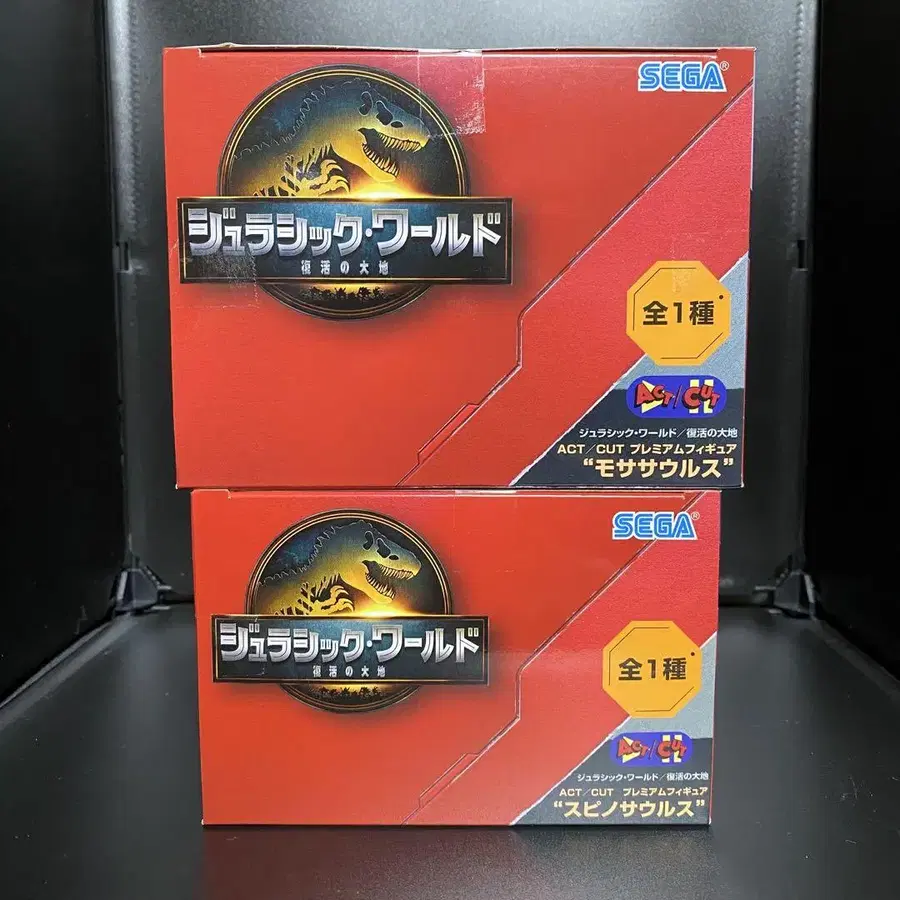 SEGA®
ジュラシック・ワールド
復活の大地
全1種
ACT/CUT
ジュラシック・ワールド／復活の大地
ACT／CUT プレミアムフィギュア
“モササウルス”
SEGA®
ジュラシック・ワールド
復活の大地
全1種
ACT/CUT
ジュラシック・ワールド／復活の大地
ACT／CUT プレミアムフィギュア
“スピノサウルス”